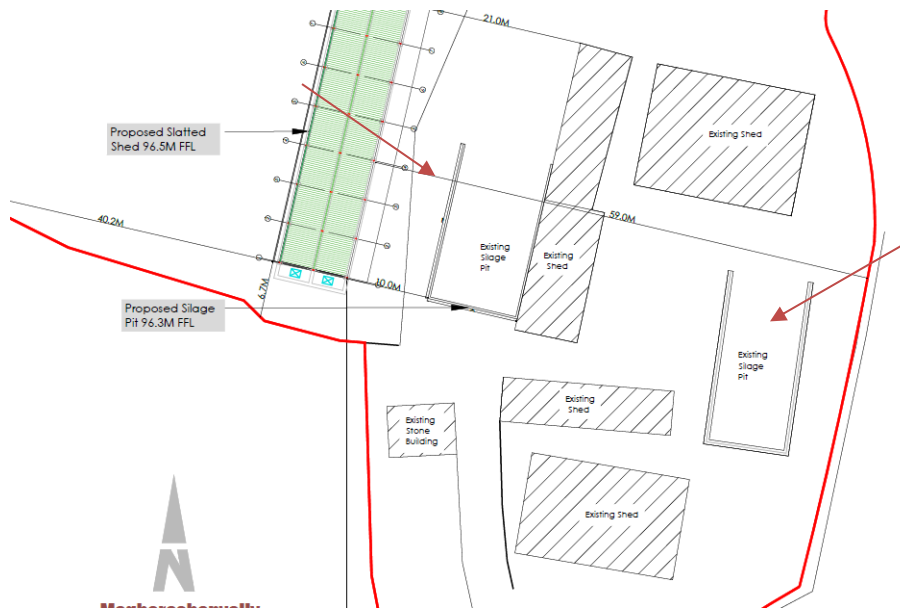 21.0M
Existing Shed
Proposed Slatted
Shed 96.5M FFL
40.2M
59.0M
Existing
Silage
Pit
Existing
Shed
6.7M
10.0M
Proposed Silage
Pit 96.3M FFL
Existing
Silage
Pit
Existing
Shed
Existing
Stone
Building
Existing Shed
N